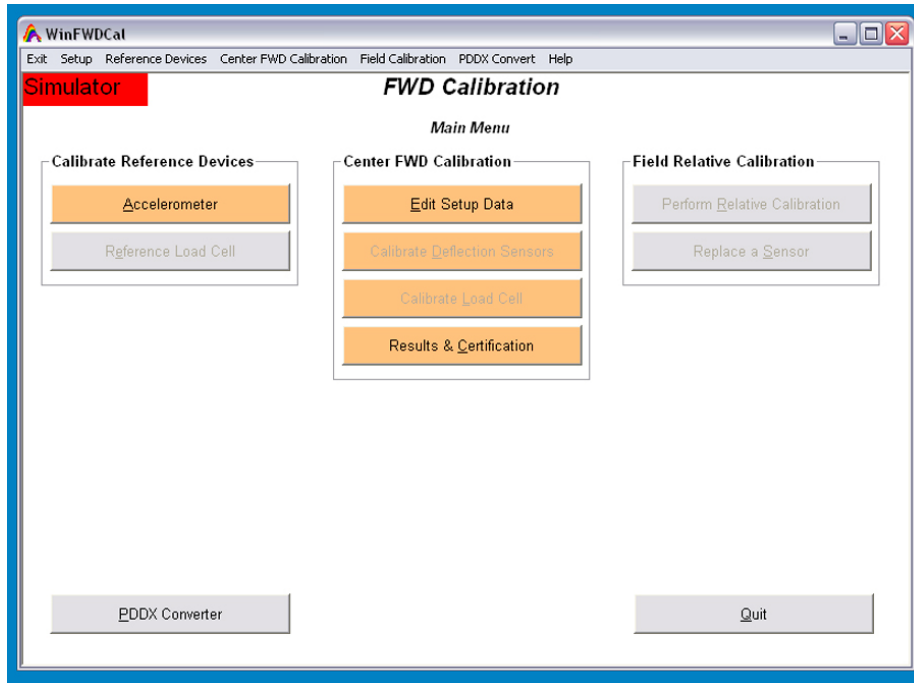 WinFWDCal
Exit Setup Reference Devices Center FWD Calibration Field Calibration PDDX Convert Help
Simulator
FWD Calibration
Main Menu
Calibrate Reference Devices
Accelerometer
Reference Load Cell
Center FWD Calibration
Edit Setup Data
Calibrate Deflection Sensors
Calibrate Load Cell
Results & Certification
Field Relative Calibration
Perform Relative Calibration
Replace a Sensor
PDDX Converter
Quit